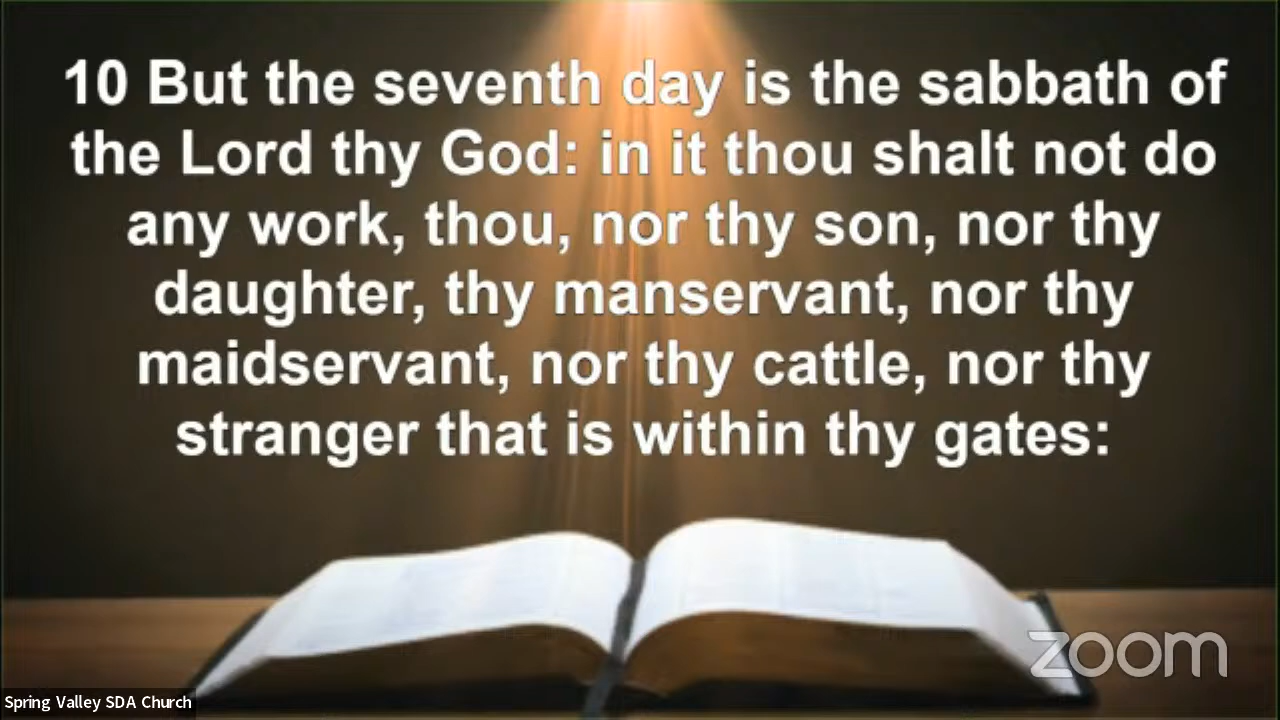 10 But the seventh day is the sabbath of
the Lord thy God: in it thou shalt not do
any work, thou, nor thy son, nor thy
daughter, thy manservant, nor thy
maidservant, nor thy cattle, nor thy
stranger that is within thy gates:
zoom
Spring Valley SDA Church